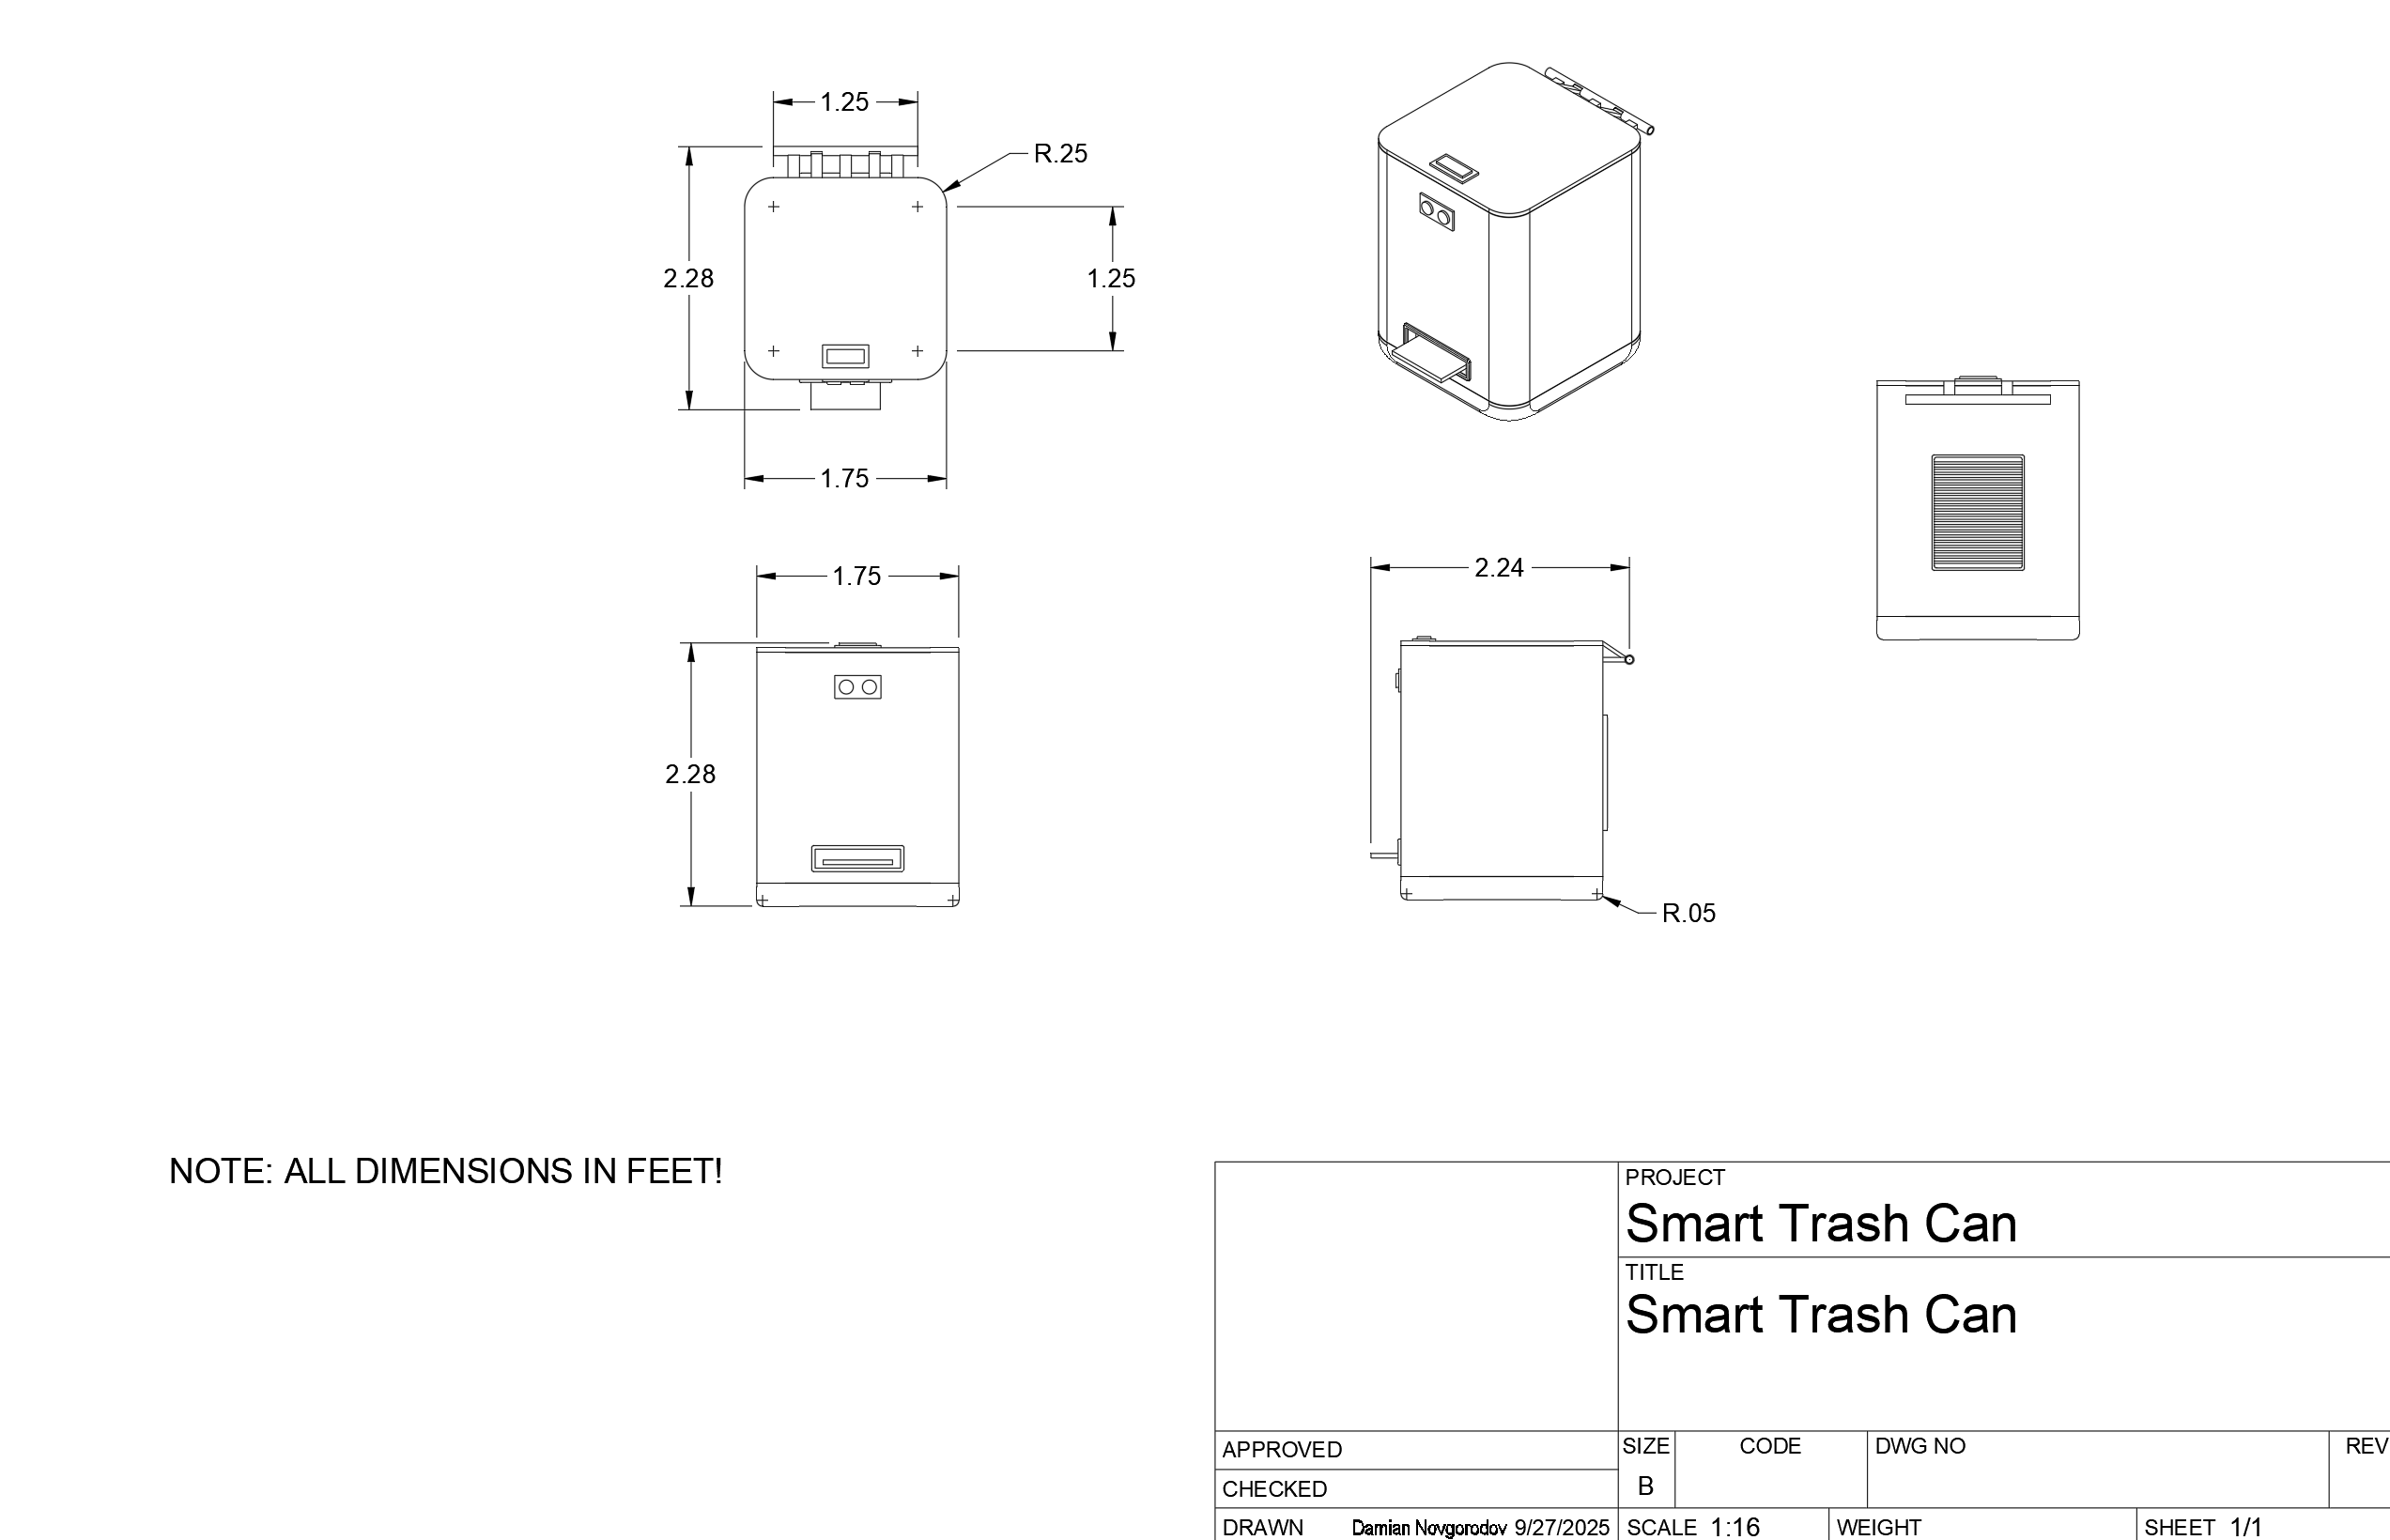 1.25
R.25
2.28
1.25
1.75
1.75
2.24
2.28
R.05
NOTE: ALL DIMENSIONS IN FEET!
PROJECT
Smart Trash Can
TITLE
Smart Trash Can
APPROVED
SIZE CODE DWG NO REV
CHECKED
B
DRAWN Damian Novgorodov 9/27/2025 SCALE 1:16 WEIGHT SHEET 1/1